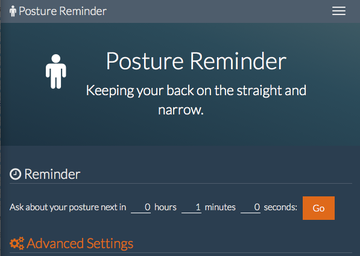 Posture Reminder
Posture Reminder
Keeping your back on the straight and
narrow.
Reminder
Ask about your posture next in 0 hours 1 minutes 0 seconds: Go
Advanced Settings